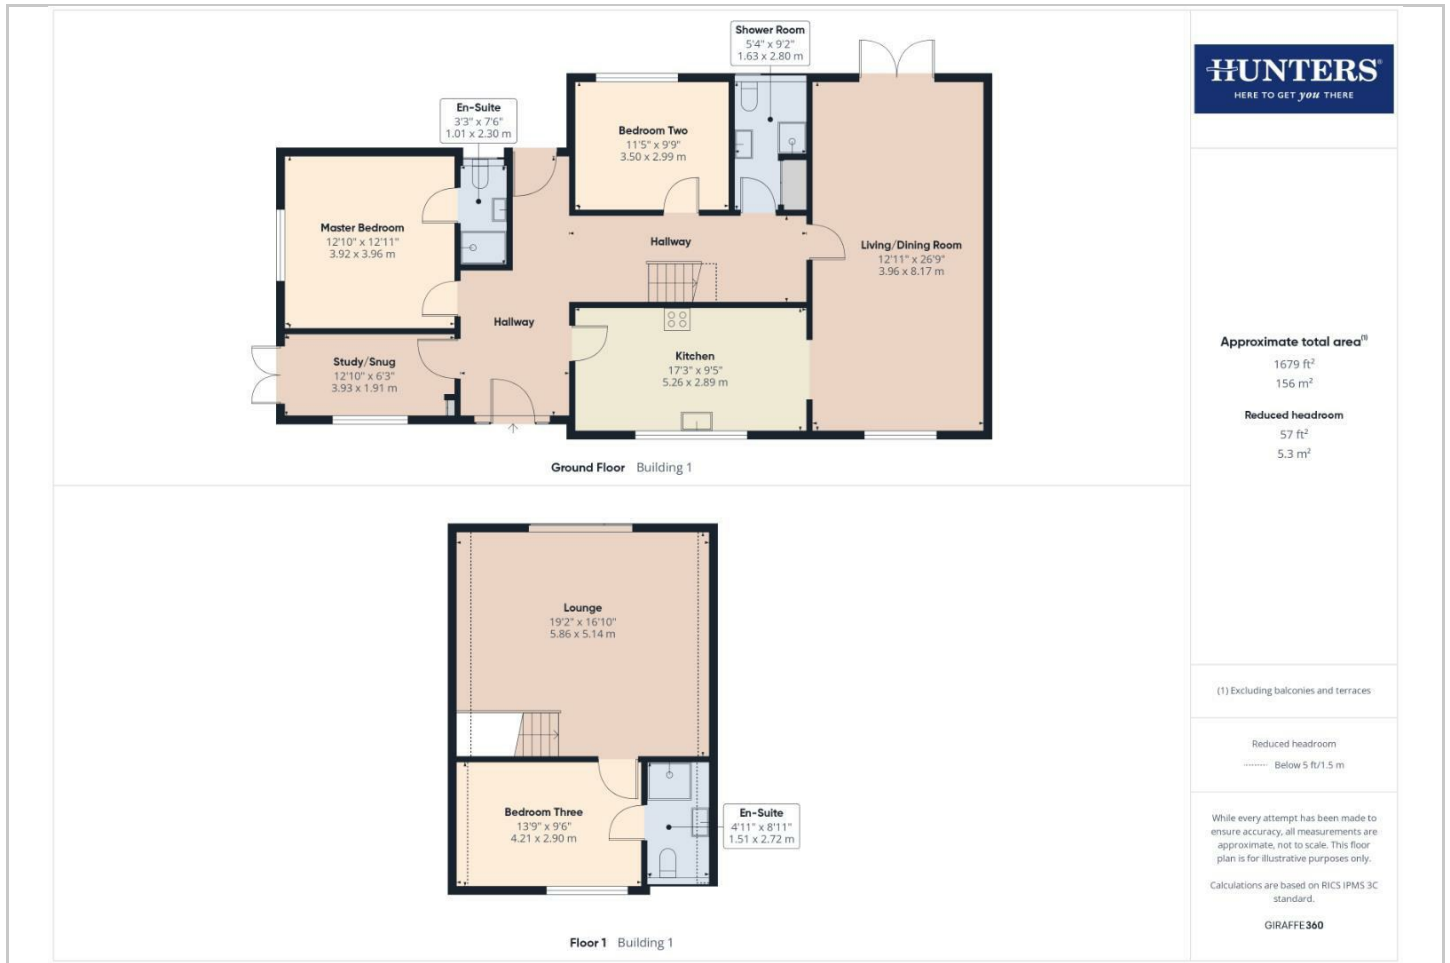 Shower Room
5'4" x 9'2"
1.63 x 2.80 m
En-Suite
3'3" x 7'6"
1.01 x 2.30 m
Bedroom Two
11'5" x 9'9"
3.50 x 2.99 m
Master Bedroom
12'10" x 12'11"
3.92 x 3.96 m
Hallway
Living/Dining Room
12'11" x 26'9"
3.96 x 8.17 m
Hallway
Study/Snug
12'10" x 6'3"
3.93 x 1.91 m
Kitchen
17'3" x 9'5"
5.26 x 2.89 m
Ground Floor Building 1
Lounge
19'2" x 16'10"
5.86 x 5.14 m
Bedroom Three
13'9" x 9'6"
4.21 x 2.90 m
En-Suite
4'11" x 8'11"
1.51 x 2.72 m
Floor 1 Building 1
HUNTERS®
HERE TO GET you THERE
Approximate total area(1)
1679 ft²
156 m²
Reduced headroom
57 ft²
5.3 m²
(1) Excluding balconies and terraces
Reduced headroom
Below 5 ft/1.5 m
While every attempt has been made to
ensure accuracy, all measurements are
approximate, not to scale. This floor
plan is for illustrative purposes only.
Calculations are based on RICS IPMS 3C
standard.
GIRAFFE360